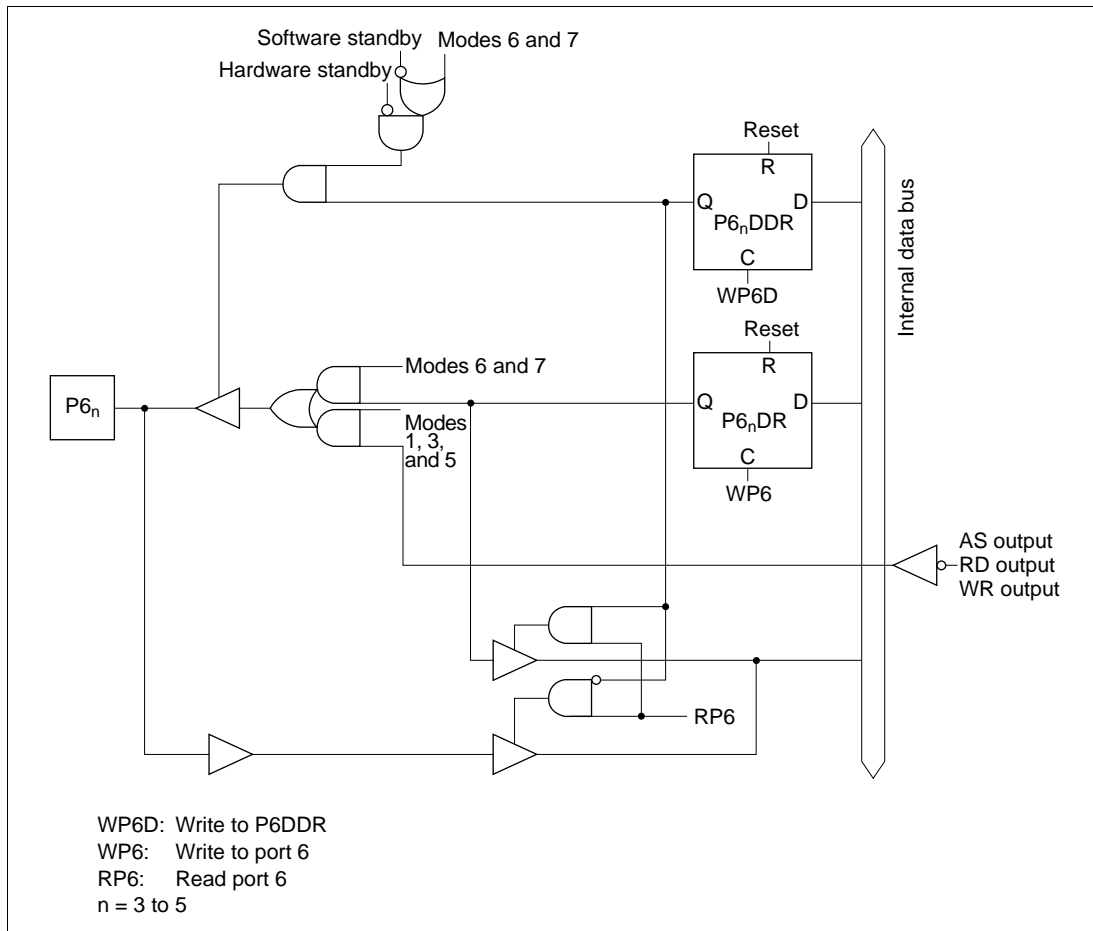 Software standby
Modes 6 and 7
Hardware standby
Reset
R
Q
D
P6nDDR
C
WP6D
Internal data bus
Reset
R
Modes 6 and 7
P6n
Q
D
P6nDR
Modes
1, 3,
and 5
C
WP6
AS output
RD output
WR output
RP6
WP6D: Write to P6DDR
WP6: Write to port 6
RP6: Read port 6
n = 3 to 5